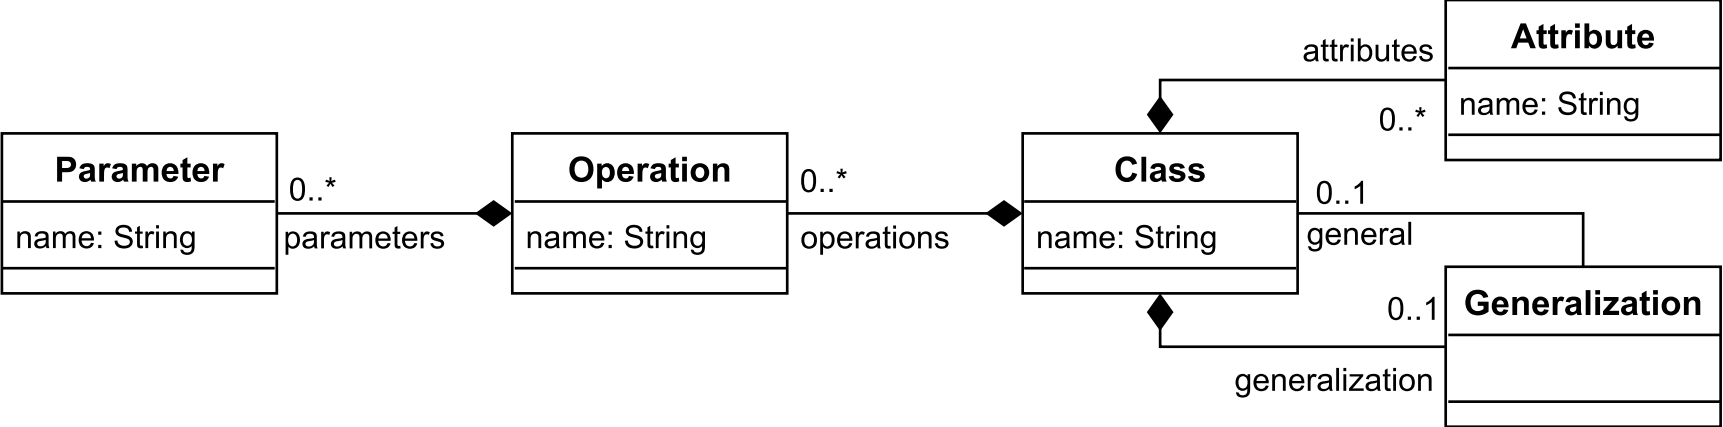 Parameter
name: String
0..*
parameters
Operation
name: String
0..*
operations
Class
name: String
attributes
0..*
Attribute
name: String
0..1
general
0..1
generalization
Generalization